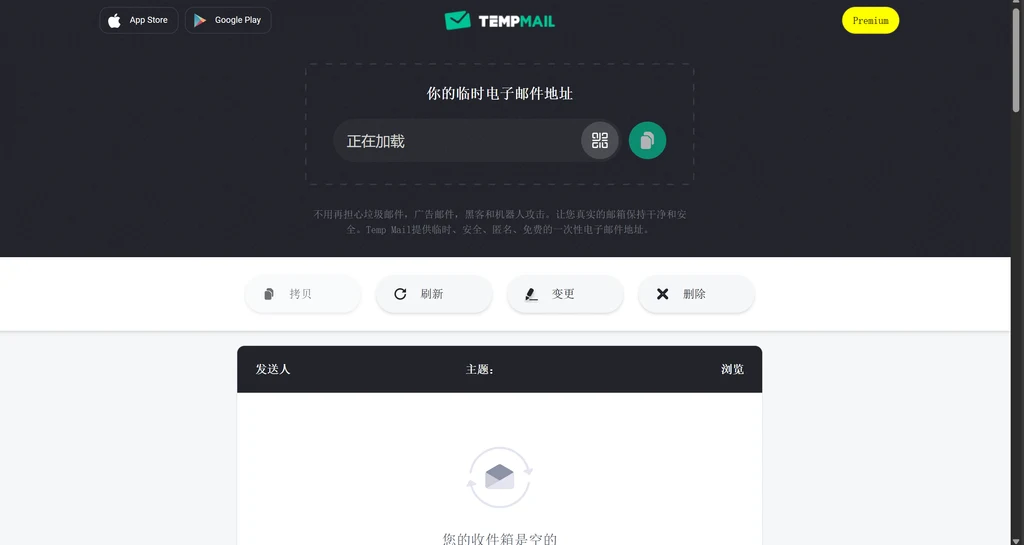 App Store
Google Play
TEMPMAIL
Premium
你的临时电子邮件地址
正在加载
不用再担心垃圾邮件，广告邮件，黑客和机器人攻击。让您真实的邮箱保持干净和安
全。Temp Mail提供临时、安全、匿名、免费的一次性电子邮件地址。
拷贝
刷新
变更
删除
发送人
主题：
浏览
您的收件箱是空的